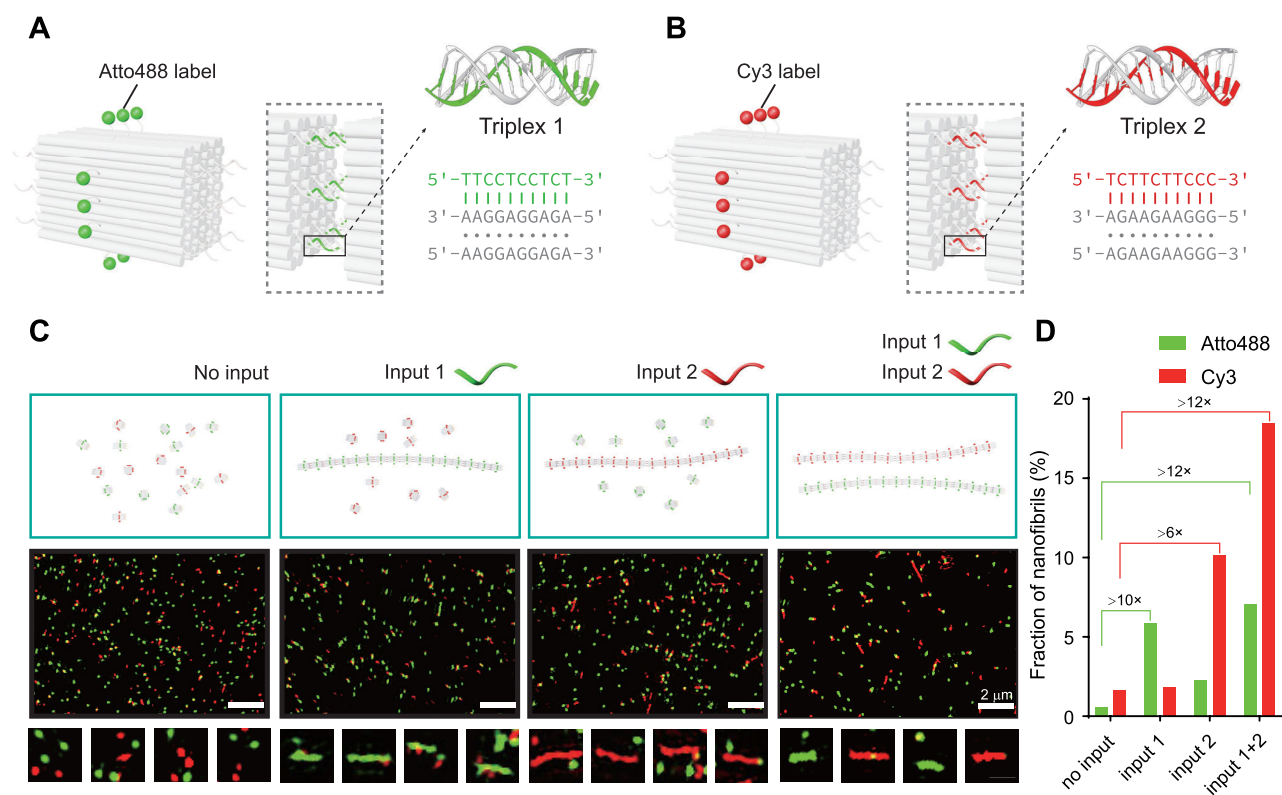 A
Atto488 label
Triplex 1
5'-TTCCTCCTCT-3'
3'-AAGGAGGAGA-5'
5'-AAGGAGGAGA-3'
B
Cy3 label
Triplex 2
5'-TCTTCTTCCC-3'
3'-AGAAGAAGGG-5'
5'-AGAAGAAGGG-3'
C
No input
Input 1
Input 2
Input 1
Input 2
2 μm
D
Atto488
Cy3
Fraction of nanofibrils (%)
20
15
10
5
0
>12×
>12×
>6×
>10×
no input
input 1
input 2
input 1+2